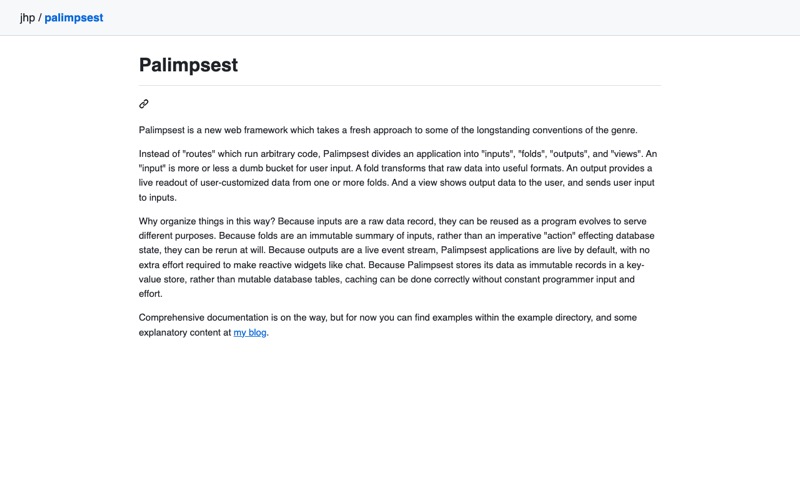 jhp / palimpsest
Palimpsest
Palimpsest is a new web framework which takes a fresh approach to some of the longstanding conventions of the genre.
Instead of "routes" which run arbitrary code, Palimpsest divides an application into "inputs", "folds", "outputs", and "views". An
"input" is more or less a dumb bucket for user input. A fold transforms that raw data into useful formats. An output provides a
live readout of user-customized data from one or more folds. And a view shows output data to the user, and sends user input
to inputs.
Why organize things in this way? Because inputs are a raw data record, they can be reused as a program evolves to serve
different purposes. Because folds are an immutable summary of inputs, rather than an imperative "action" effecting database
state, they can be rerun at will. Because outputs are a live event stream, Palimpsest applications are live by default, with no
extra effort required to make reactive widgets like chat. Because Palimpsest stores its data as immutable records in a key-
value store, rather than mutable database tables, caching can be done correctly without constant programmer input and
effort.
Comprehensive documentation is on the way, but for now you can find examples within the example directory, and some
explanatory content at my blog.